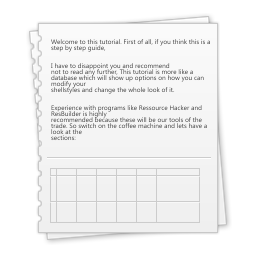 Welcome to this tutorial. First of all, if you think this is a
step by step guide,
I have to disappoint you and recommend
not to read any further. This tutorial is more like a
database which will show up options on how you can
modify your
shellstyles and change the whole look of it.
Experience with programs like Ressource Hacker and
ResBuilder is highly
recommended because these will be our tools of the
trade. So switch on the coffee machine and lets have a
look at the
sections: